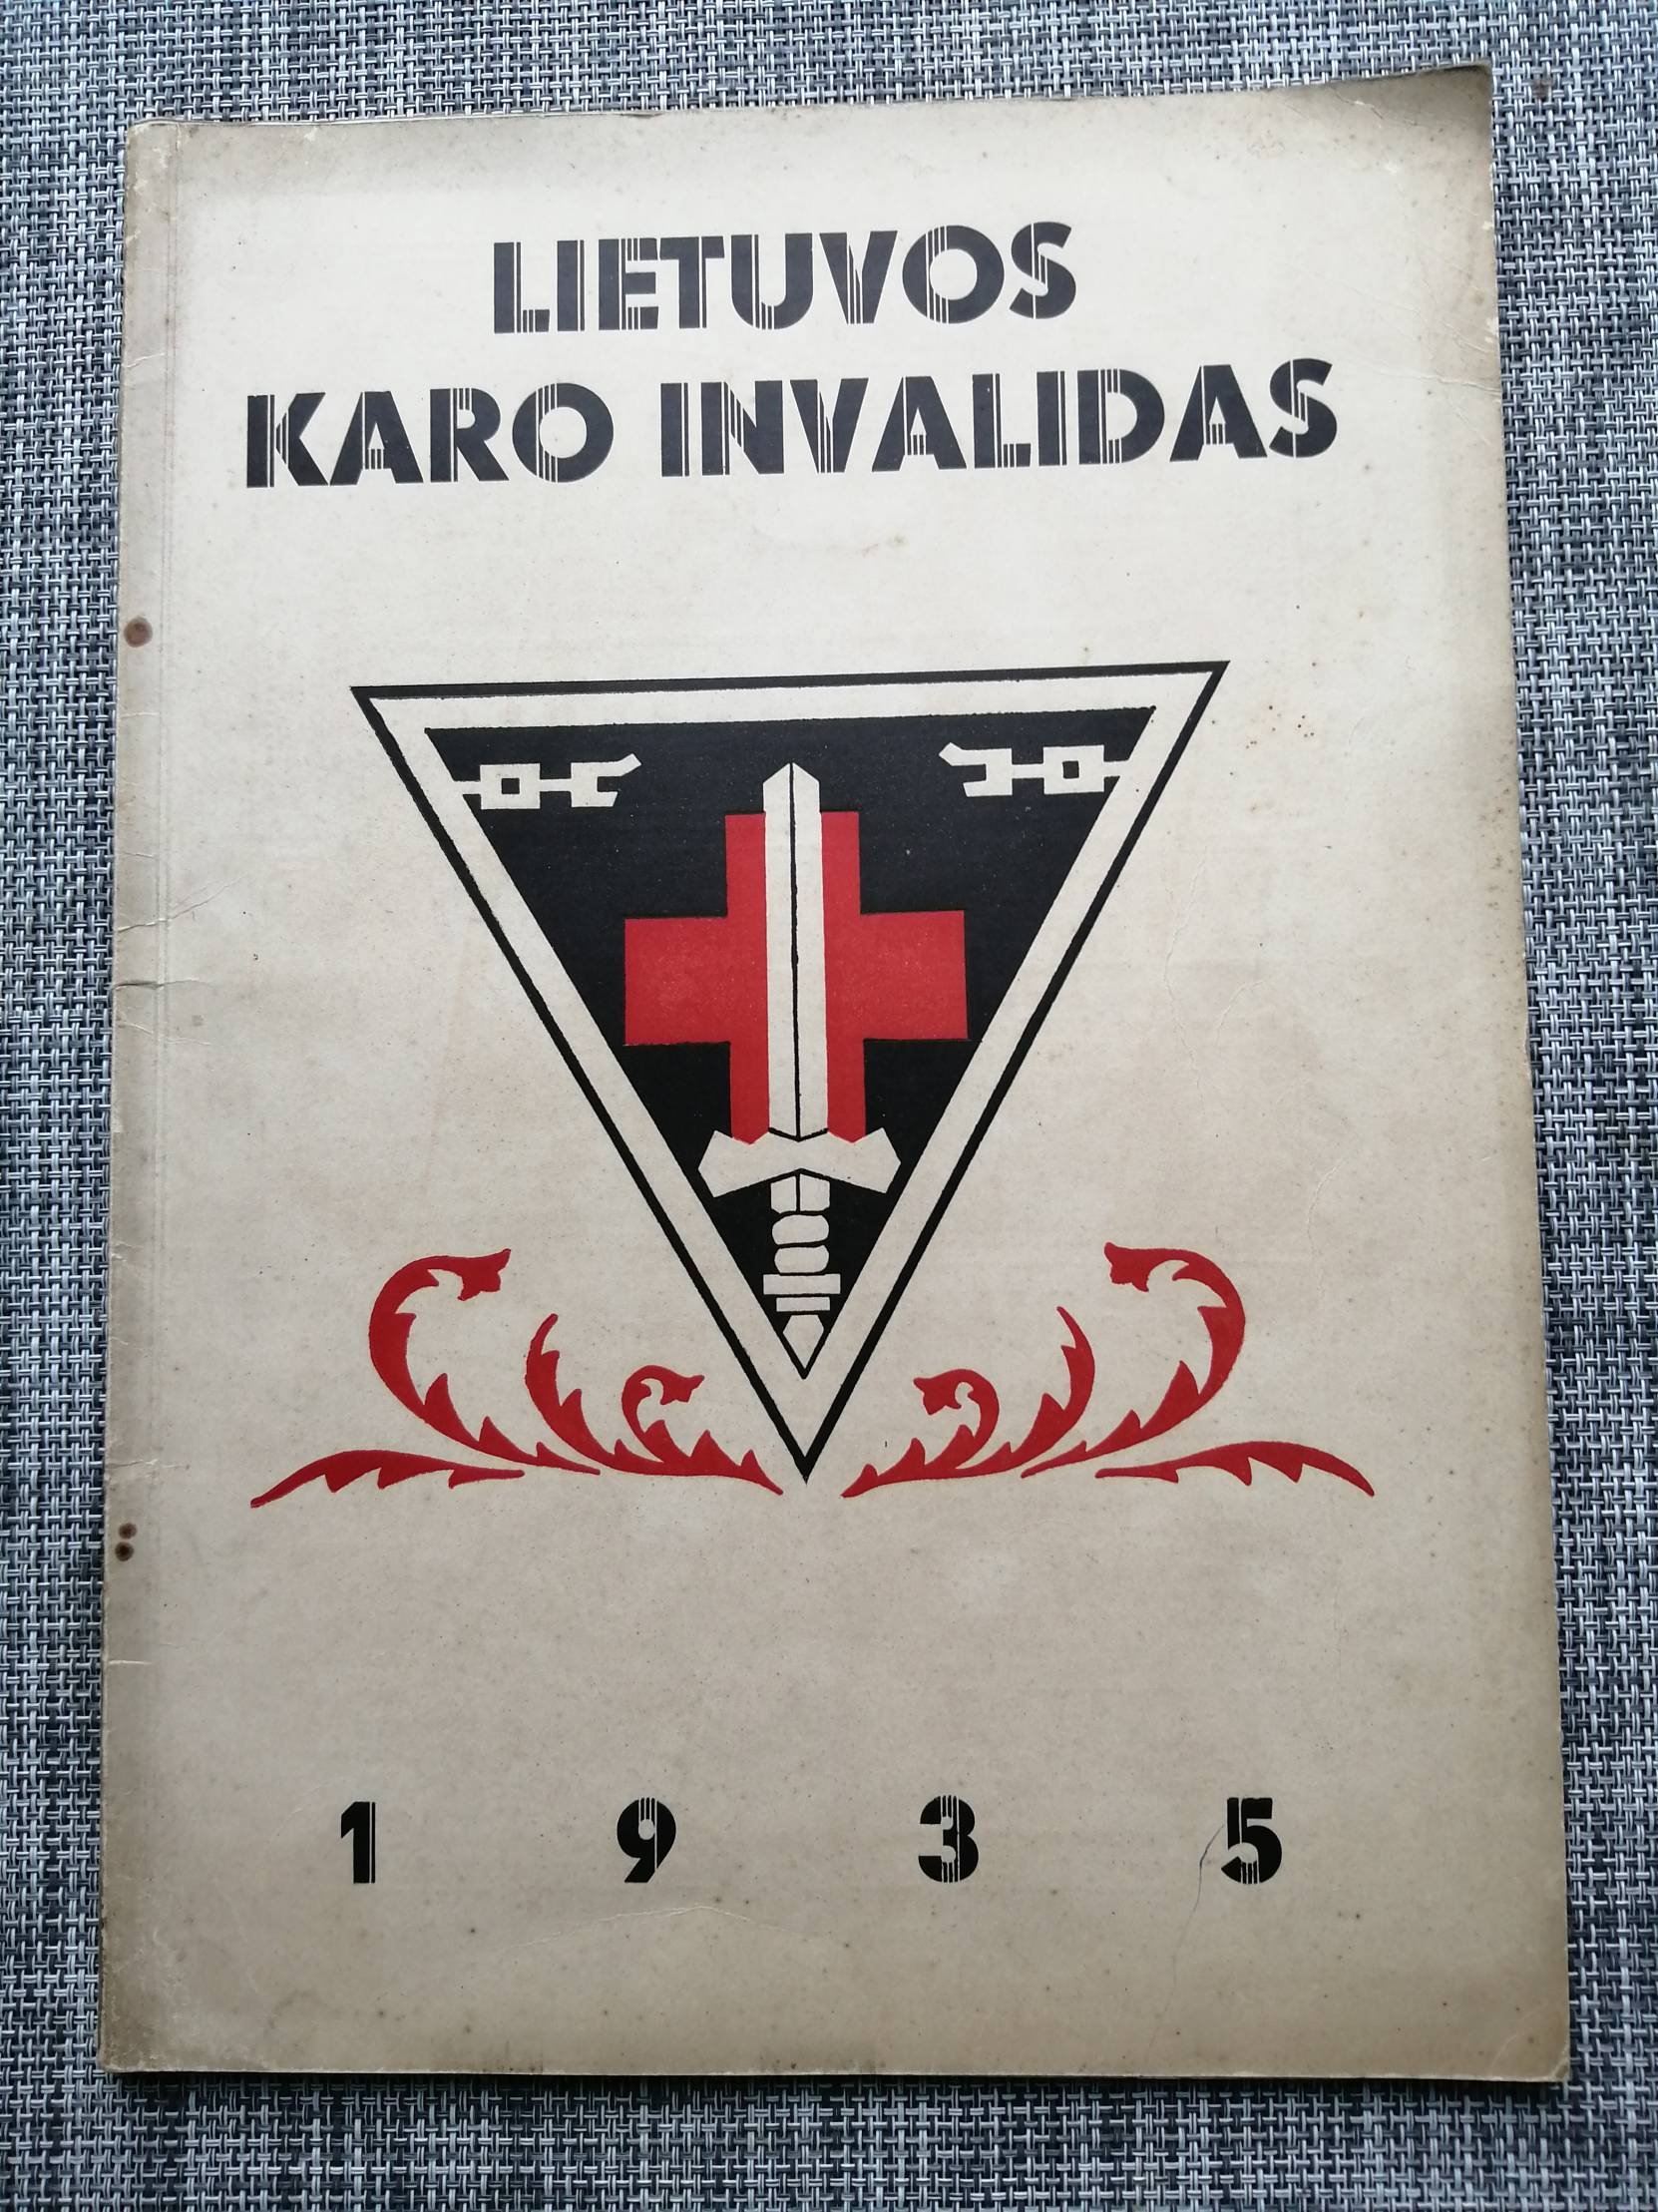 LIETUVOS
KARO INVALIDAS
1 9 3 5